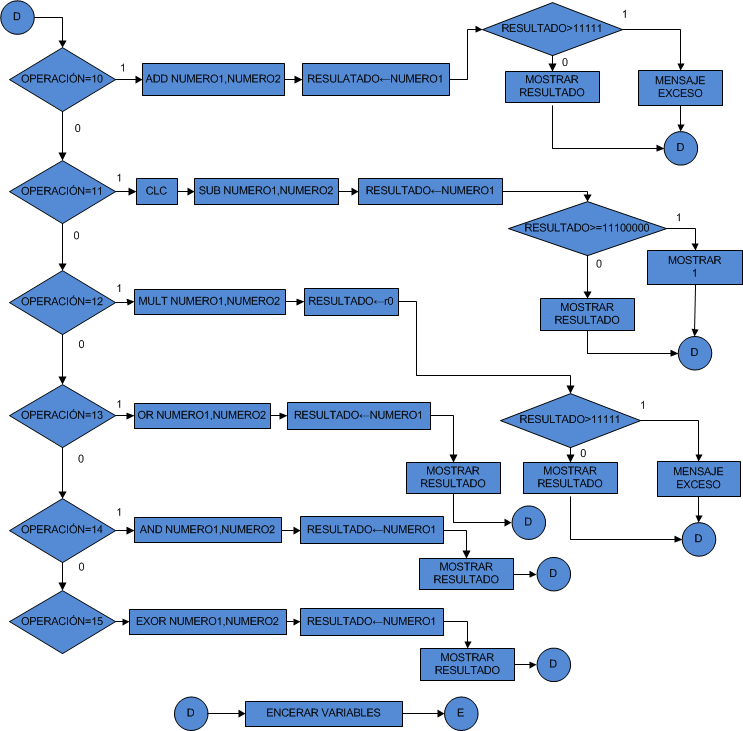 D
OPERACIÓN=10
1
ADD NUMERO1,NUMERO2
RESULATADO←NUMERO1
RESULTADO>11111
1
0
MOSTRAR
RESULTADO
MENSAJE
EXCESO
D
0
OPERACIÓN=11
1
CLC
SUB NUMERO1,NUMERO2
RESULTADO←NUMERO1
RESULTADO>=11100000
1
0
MOSTRAR
1
MOSTRAR
RESULTADO
D
0
OPERACIÓN=12
1
MULT NUMERO1,NUMERO2
RESULTADO←r0
RESULTADO>11111
1
0
MOSTRAR
RESULTADO
MENSAJE
EXCESO
D
0
OPERACIÓN=13
1
OR NUMERO1,NUMERO2
RESULTADO←NUMERO1
MOSTRAR
RESULTADO
D
0
OPERACIÓN=14
1
AND NUMERO1,NUMERO2
RESULTADO←NUMERO1
MOSTRAR
RESULTADO
D
0
OPERACIÓN=15
EXOR NUMERO1,NUMERO2
RESULTADO←NUMERO1
MOSTRAR
RESULTADO
D
D
ENCERAR VARIABLES
E